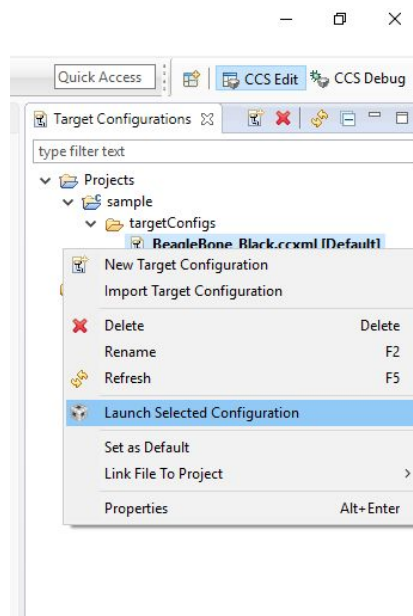 Quick Access
CCS Edit
CCS Debug
Target Configurations
type filter text
Projects
sample
targetConfigs
BeagleBone_Black.ccxml [Default]
New Target Configuration
Import Target Configuration
Delete Delete
Rename F2
Refresh F5
Launch Selected Configuration
Set as Default
Link File To Project
Properties Alt+Enter